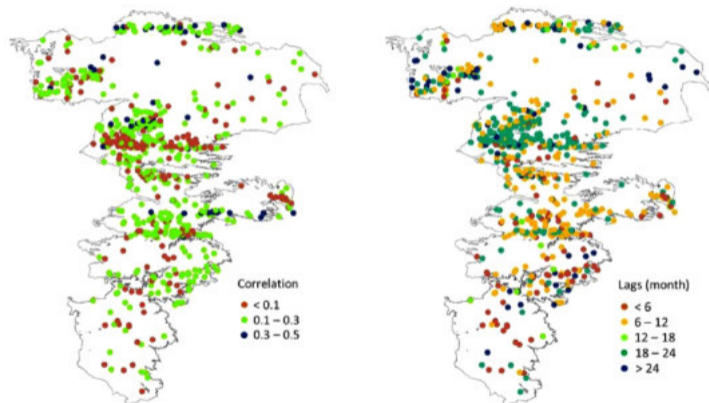 Correlation
< 0.1
0.1 – 0.3
0.3 – 0.5
Lags (month)
< 6
6 – 12
12 – 18
18 – 24
> 24